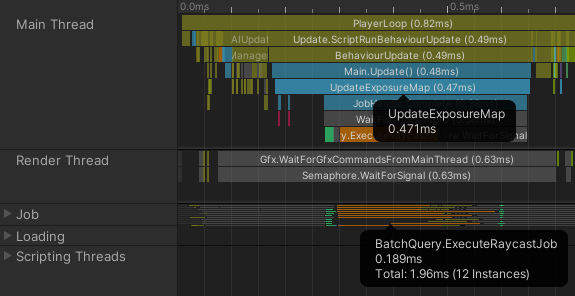 0.0ms
0.5ms
Main Thread
PlayerLoop (0.82ms)
AIUpdat
Update.ScriptRunBehaviourUpdate (0.49ms)
Manage
BehaviourUpdate (0.49ms)
Main.Update() (0.48ms)
UpdateExposureMap (0.47ms)
JobH
WaitF
y.Exec
WaitForSignal
UpdateExposureMap
0.471ms
Render Thread
Gfx.WaitForGfxCommandsFromMainThread (0.63ms)
Semaphore.WaitForSignal (0.63ms)
Job
Loading
Scripting Threads
BatchQuery.ExecuteRaycastJob
0.189ms
Total: 1.96ms (12 Instances)